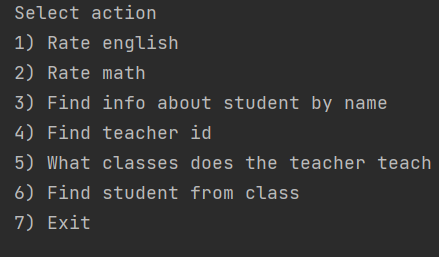 Select action
1) Rate english
2) Rate math
3) Find info about student by name
4) Find teacher id
5) What classes does the teacher teach
6) Find student from class
7) Exit